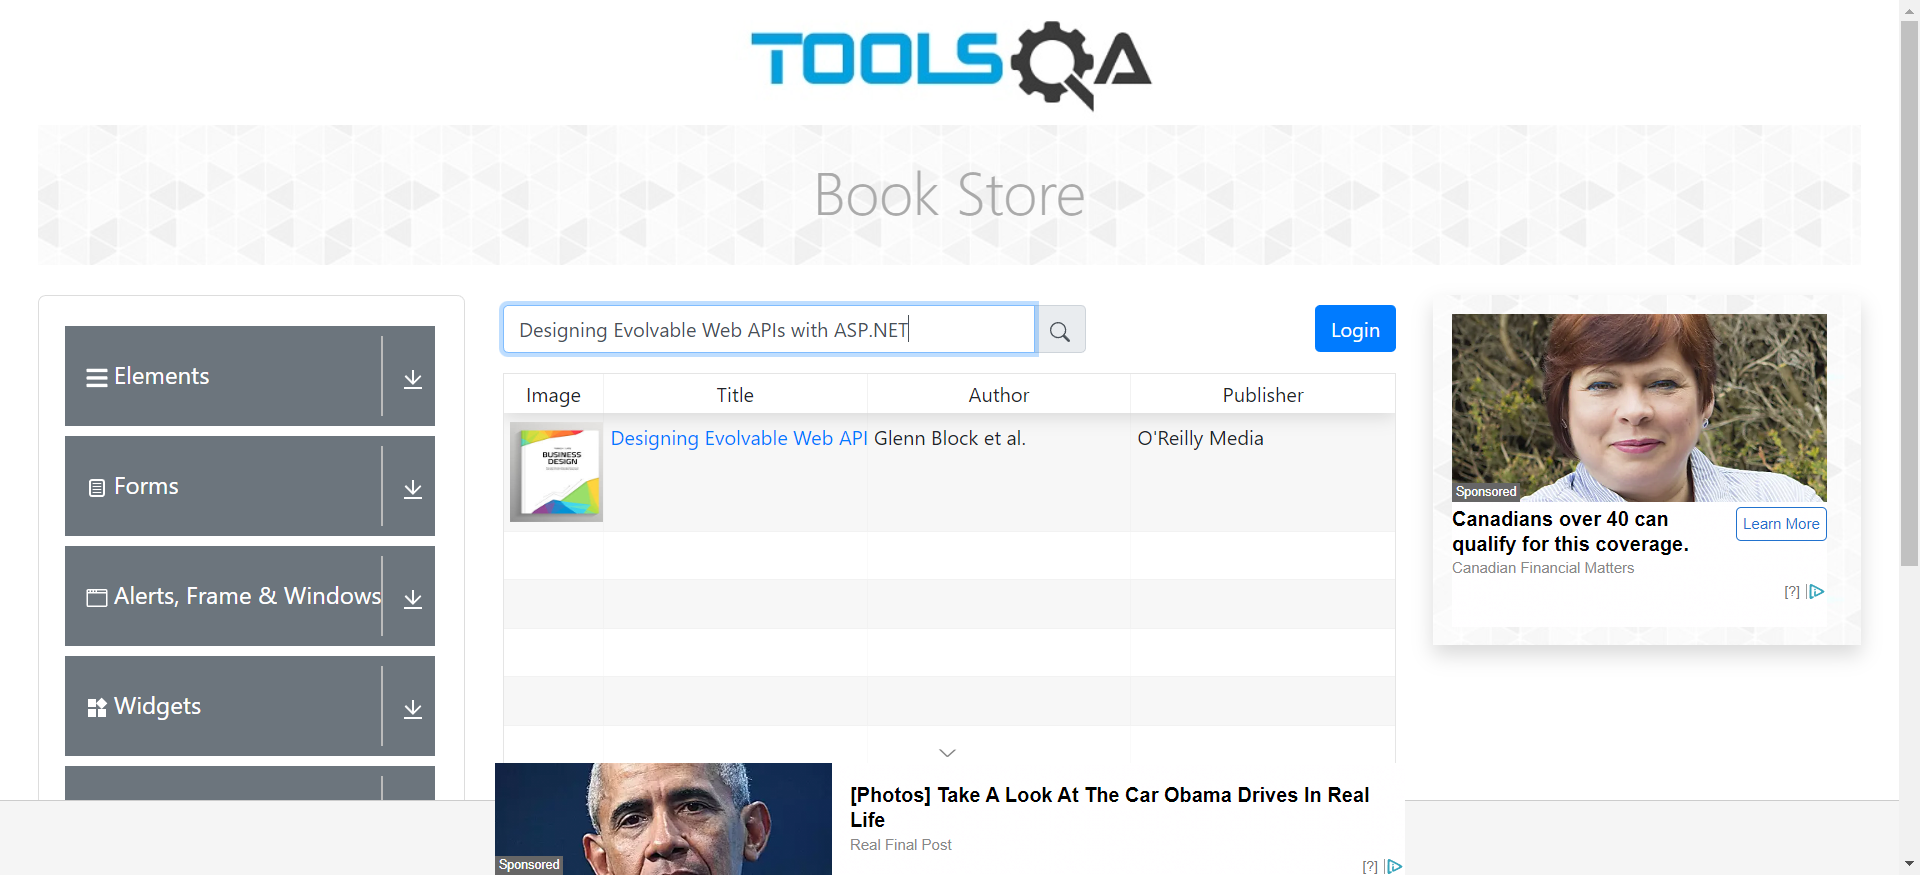 TOOLSQA
Book Store
Elements
Forms
Alerts, Frame & Windows
Widgets
Designing Evolvable Web APIs with ASP.NET
Login
Image Title Author Publisher
BUSINESS
DESIGN
Designing Evolvable Web API Glenn Block et al. O'Reilly Media
Sponsored
Canadians over 40 can
qualify for this coverage.
Learn More
Canadian Financial Matters
[?]
Sponsored
[Photos] Take A Look At The Car Obama Drives In Real
Life
Real Final Post
[?]